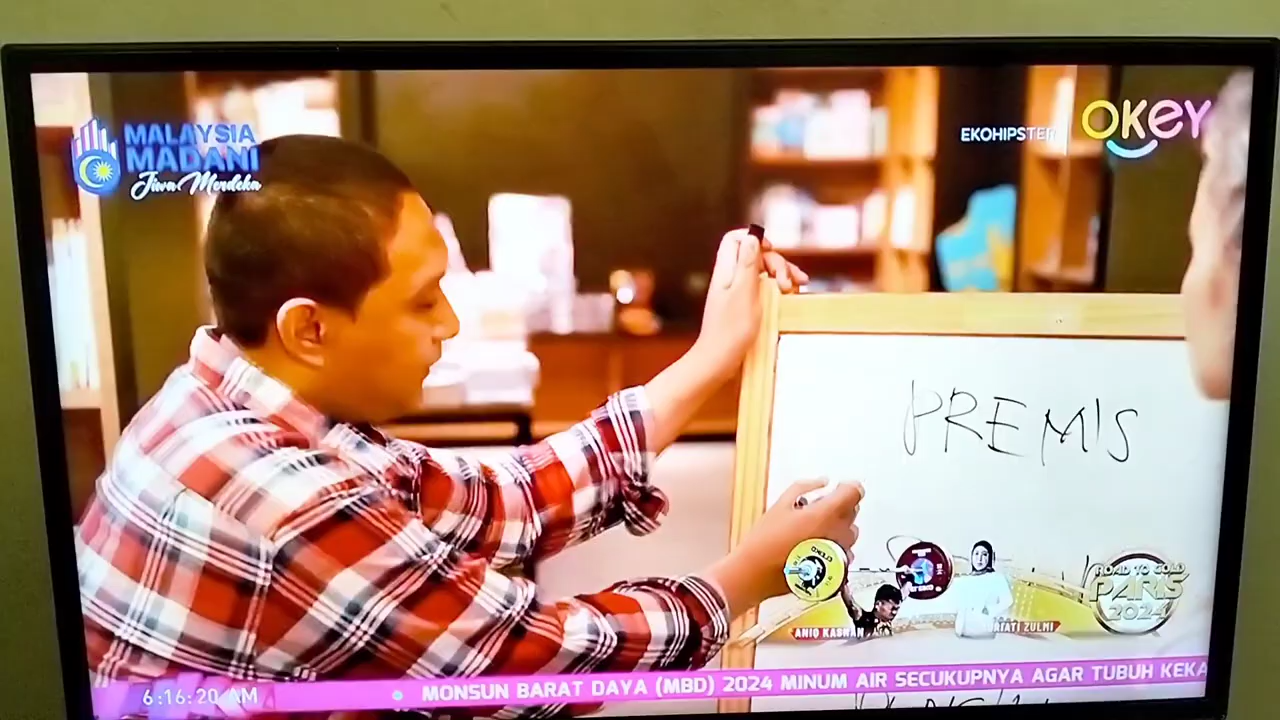 MALAYSIA
MADANI
Jiwa Merdeka
EKOHIPSTER
OKEY
PREMIS
ROAD TO GOLD
PARIS
2024
ANIQ KASDAN
RIATI ZULMI
6:16:20 AM
MONSUN BARAT DAYA (MBD) 2024 MINUM AIR SECUKUPNYA AGAR TUBUH KEKA